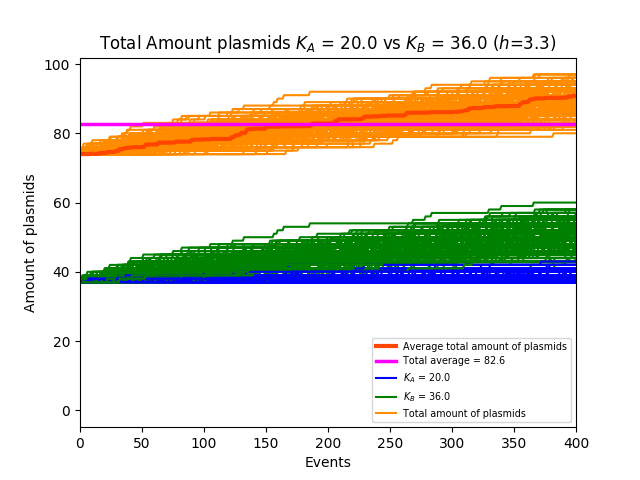 Total Amount plasmids K_A = 20.0 vs K_B = 36.0 (h=3.3)
100
80
60
40
20
0
Amount of plasmids
0 50 100 150 200 250 300 350 400
Events
Average total amount of plasmids
Total average = 82.6
K_A = 20.0
K_B = 36.0
Total amount of plasmids